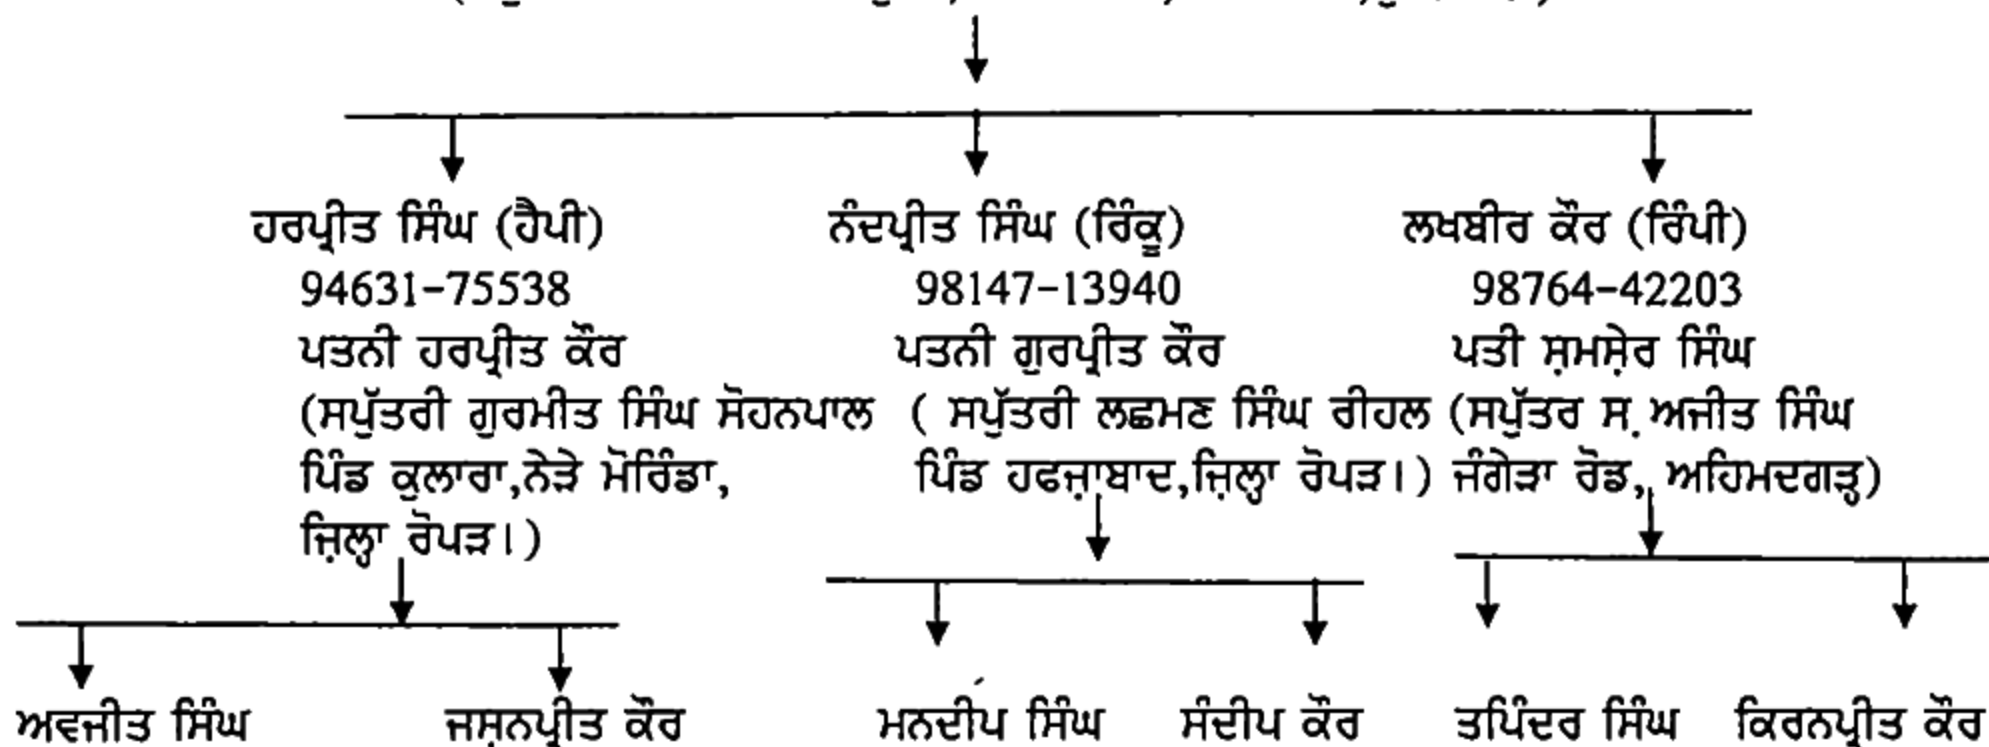 ਹਰਪ੍ਰੀਤ ਸਿੰਘ (ਹੈਪੀ) ਨੰਦਪ੍ਰੀਤ ਸਿੰਘ (ਰਿੰਕੂ) ਲਖਬੀਰ ਕੌਰ (ਰਿੰਪੀ)
94631-75538 98147-13940 98764-42203
ਪਤਨੀ ਹਰਪ੍ਰੀਤ ਕੌਰ ਪਤਨੀ ਗੁਰਪ੍ਰੀਤ ਕੌਰ ਪਤੀ ਸ਼ਮਸ਼ੇਰ ਸਿੰਘ
(ਸਪੁੱਤਰੀ ਗੁਰਮੀਤ ਸਿੰਘ ਸੋਹਨਪਾਲ ( ਸਪੁੱਤਰੀ ਲਛਮਣ ਸਿੰਘ ਰੀਹਲ (ਸਪੁੱਤਰ ਸ. ਅਜੀਤ ਸਿੰਘ
ਪਿੰਡ ਕੁਲਾਰਾ,ਨੇੜੇ ਮੋਰਿੰਡਾ, ਪਿੰਡ ਹਫਜ਼ਾਬਾਦ,ਜ਼ਿਲ੍ਹਾ ਰੋਪੜ।) ਜੰਗੇੜਾ ਰੋਡ, ਅਹਿਮਦਗੜ੍ਹ)
ਜ਼ਿਲ੍ਹਾ ਰੋਪੜ।)
ਅਵਜੀਤ ਸਿੰਘ ਜਸ਼ਨਪ੍ਰੀਤ ਕੌਰ ਮਨਦੀਪ ਸਿੰਘ ਸੰਦੀਪ ਕੌਰ ਤਪਿੰਦਰ ਸਿੰਘ ਕਿਰਨਪ੍ਰੀਤ ਕੌਰ